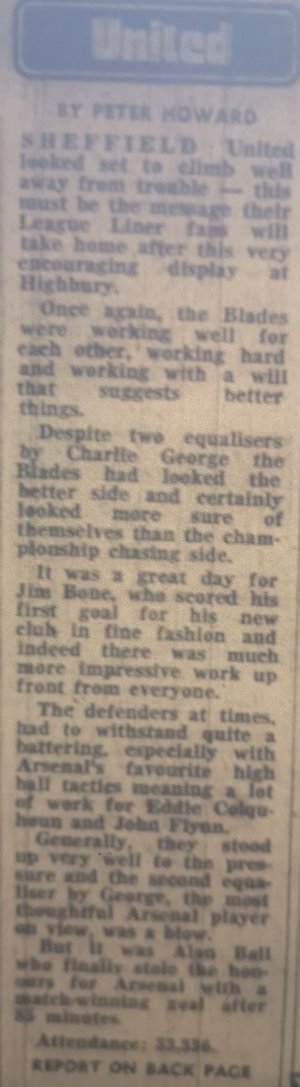 United
BY PETER HOWARD
SHEFFIELD United
looked set to climb well
away from trouble — this
must be the message their
League Liner fans will
take home after this very
encouraging display at
Highbury.
Once again, the Blades
were working well for
each other, working hard
and working with a will
that suggests better
things.
Despite two equalisers
by Charlie George the
Blades had looked the
better side and certainly
looked more sure of
themselves than the cham-
pionship chasing side.
It was a great day for
Jim Bone, who scored his
first goal for his new
club in fine fashion and
indeed there was much
more impressive work up
front from everyone.
The defenders at times,
had to withstand quite a
battering, especially with
Arsenal's favourite high
ball tactics meaning a lot
of work for Eddie Colqu-
houn and John Flynn.
Generally, they stood
up very well to the pres-
sure and the second equa-
liser by George, the most
thoughtful Arsenal player
on view, was a blow.
But it was Alan Ball
who finally stole the hon-
ours for Arsenal with a
match-winning goal after
85 minutes.
Attendance: 33,336.
REPORT ON BACK PAGE